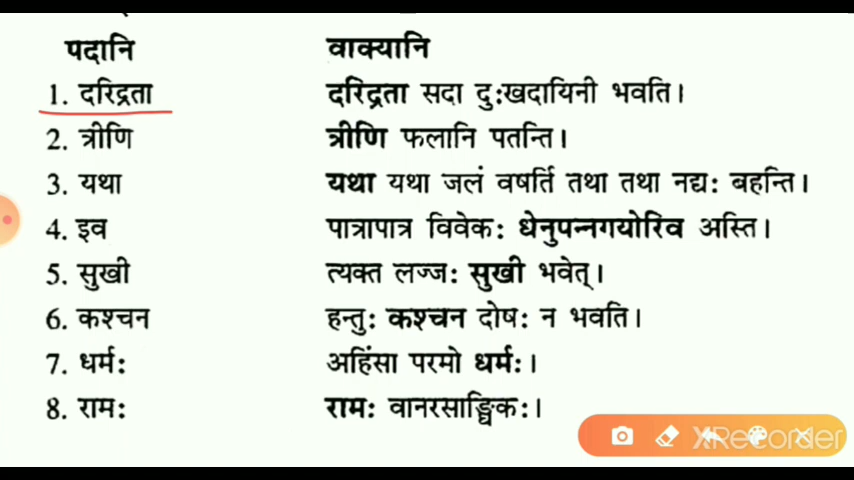 पदानि वाक्यानि
1. दरिद्रता दरिद्रता सदा दुःखदायिनी भवति।
2. त्रीणि त्रीणि फलानि पतन्ति।
3. यथा यथा यथा जलं वषर्ति तथा तथा नद्यः बहन्ति।
4. इव पात्रापात्र विवेकः धेनुपन्नगयोरिव अस्ति।
5. सुखी त्यक्त लज्जः सुखी भवेत्।
6. कश्चन हन्तुः कश्चन दोषः न भवति।
7. धर्मः अहिंसा परमो धर्मः।
8. रामः रामः वानरसाङ्घिकः।
XRecorder